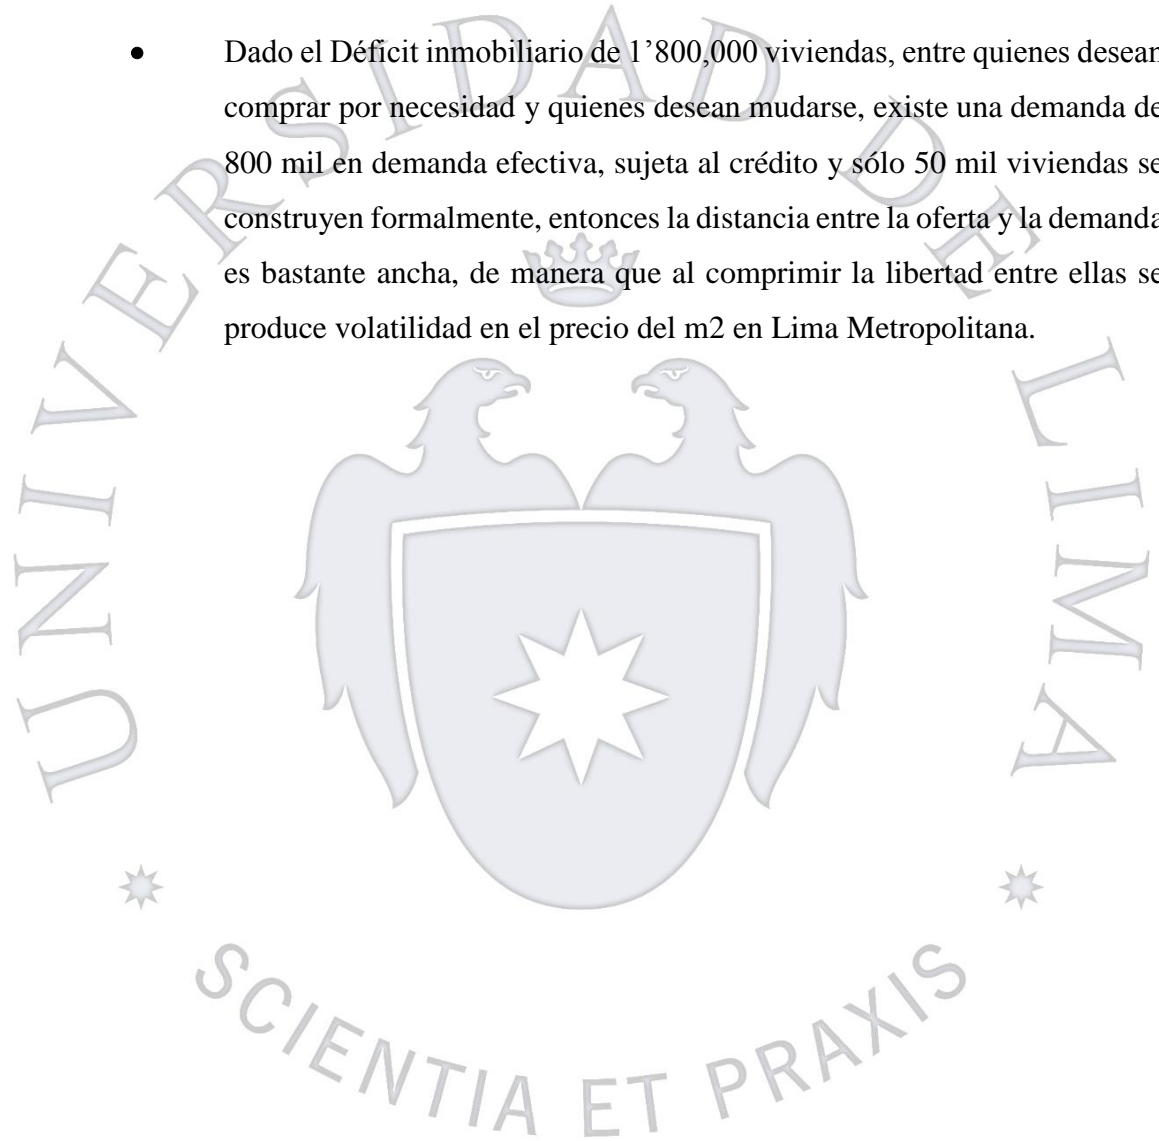 • Dado el Déficit inmobiliario de 1’800,000 viviendas, entre quienes desean
comprar por necesidad y quienes desean mudarse, existe una demanda de
800 mil en demanda efectiva, sujeta al crédito y sólo 50 mil viviendas se
construyen formalmente, entonces la distancia entre la oferta y la demanda
es bastante ancha, de manera que al comprimir la libertad entre ellas se
produce volatilidad en el precio del m2 en Lima Metropolitana.
UNIVERSIDAD DE LIMA
SCIENTIA ET PRAXIS